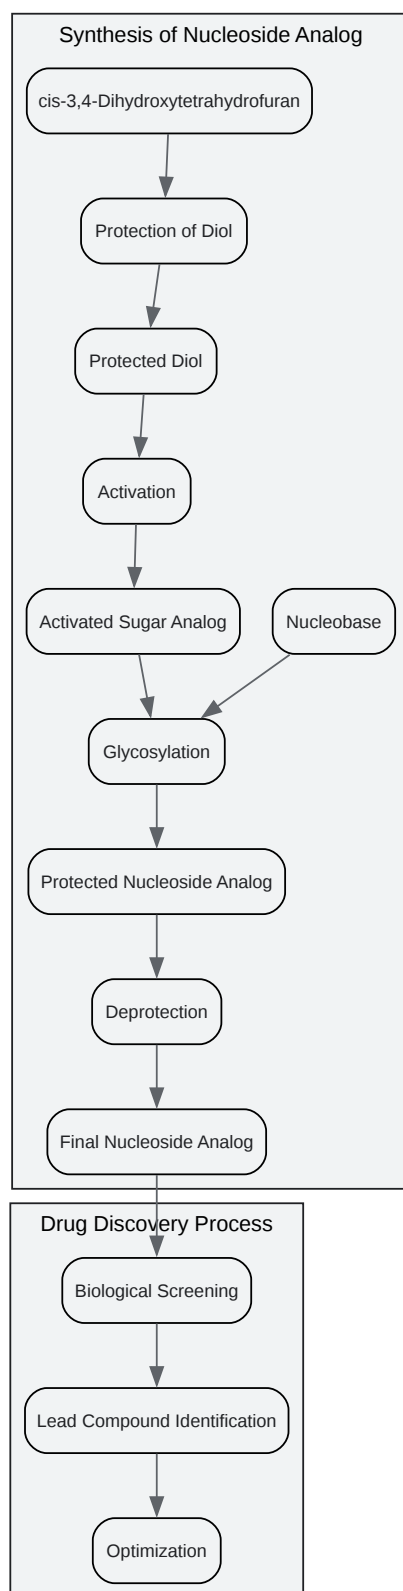 Synthesis of Nucleoside Analog
cis-3,4-Dihydroxytetrahydrofuran
Protection of Diol
Protected Diol
Activation
Activated Sugar Analog
Nucleobase
Glycosylation
Protected Nucleoside Analog
Deprotection
Final Nucleoside Analog
Drug Discovery Process
Biological Screening
Lead Compound Identification
Optimization